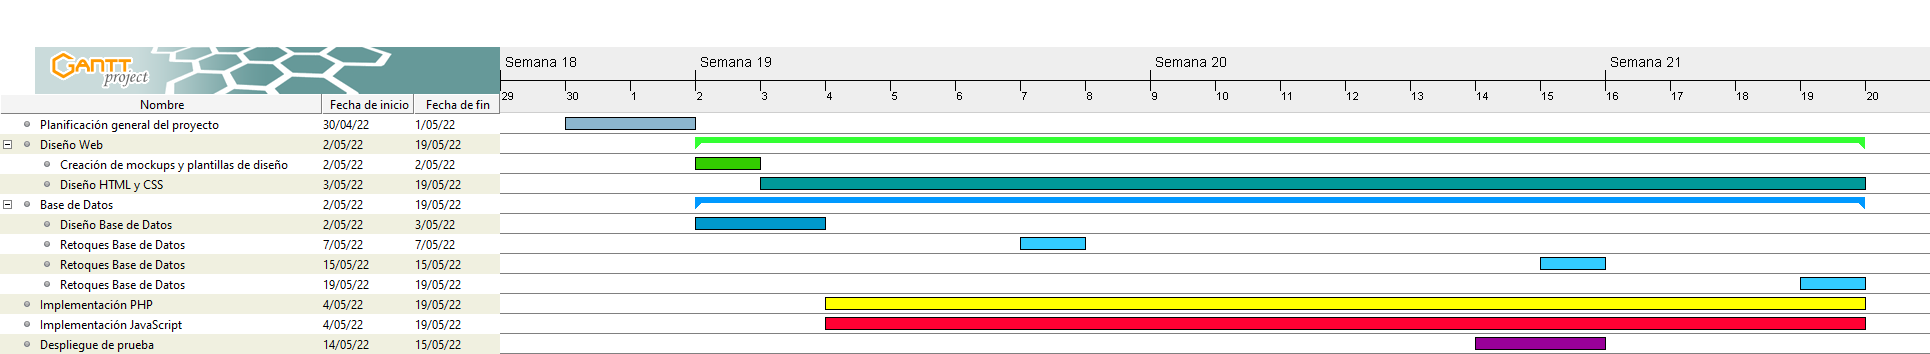 GANTT project
Semana 18 Semana 19 Semana 20 Semana 21
29 30 1 2 3 4 5 6 7 8 9 10 11 12 13 14 15 16 17 18 19 20
Nombre Fecha de inicio Fecha de fin
Planificación general del proyecto 30/04/22 1/05/22
Diseño Web 2/05/22 19/05/22
Creación de mockups y plantillas de diseño 2/05/22 2/05/22
Diseño HTML y CSS 3/05/22 19/05/22
Base de Datos 2/05/22 19/05/22
Diseño Base de Datos 2/05/22 3/05/22
Retoques Base de Datos 7/05/22 7/05/22
Retoques Base de Datos 15/05/22 15/05/22
Retoques Base de Datos 19/05/22 19/05/22
Implementación PHP 4/05/22 19/05/22
Implementación JavaScript 4/05/22 19/05/22
Despliegue de prueba 14/05/22 15/05/22